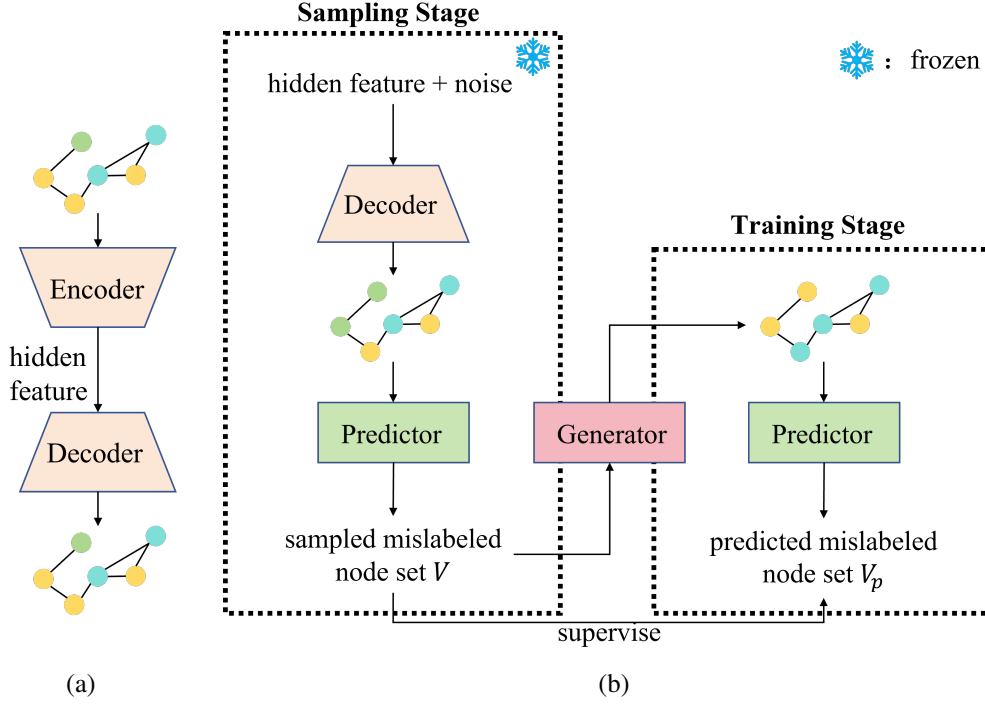 Sampling Stage
hidden feature + noise
: frozen
Decoder
Training Stage
Encoder
hidden
feature
Decoder
Predictor
Generator
Predictor
sampled mislabeled
node set V
predicted mislabeled
node set Vₚ
supervise
(a)
(b)